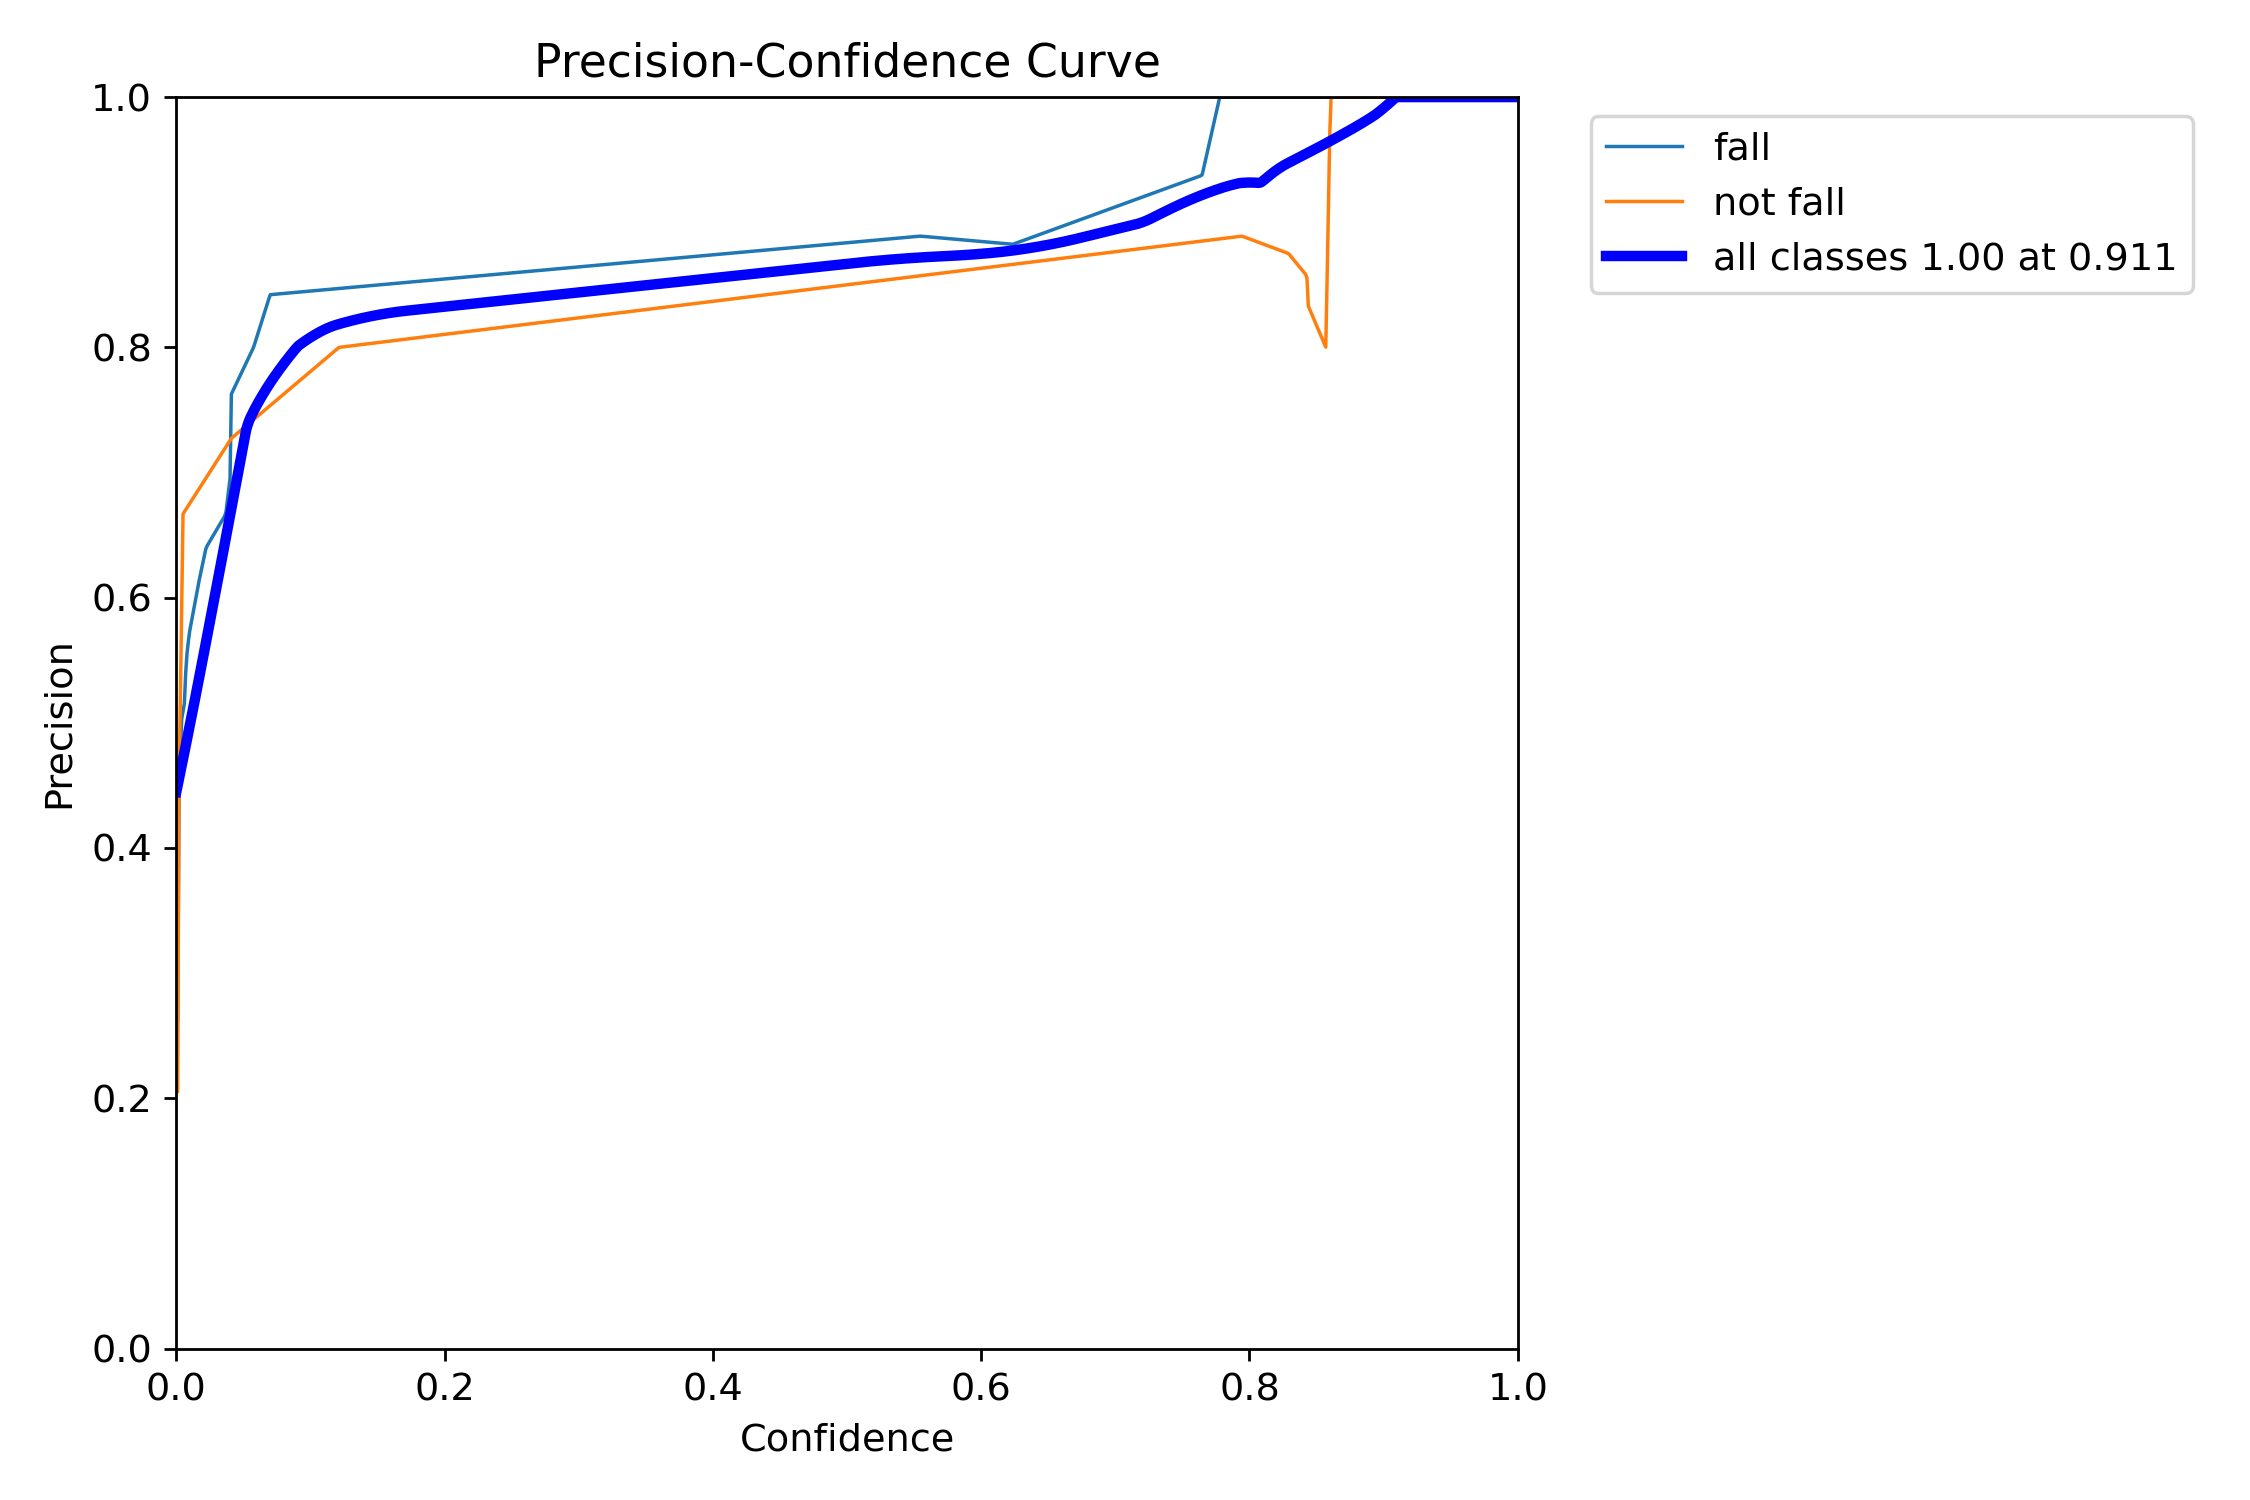 Precision-Confidence Curve
1.0
0.8
0.6
0.4
0.2
0.0
Precision
0.0 0.2 0.4 0.6 0.8 1.0
Confidence
fall
not fall
all classes 1.00 at 0.911